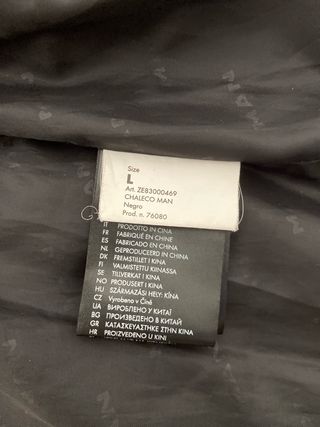 Size
L
Art. ZE83000469
CHALECO MAN
Negro
Prod. n. 76080
IT PRODOTTO IN CINA
FR FABRIQUÉ EN CHINE
ES FABRICADO EN CHINA
NL GEPRODUCEERD IN CHINA
DK FREMSTILLET I KINA
FI VALMISTETTU KIINASSA
SE TILLVERKAT I KINA
NO PRODUSERT I KINA
HU SZÁRMAZÁSI HELY: KÍNA
CZ Vyrobeno v Číně
UA ВИРОБЛЕНО У КИТАЇ
BG ПРОИЗВЕДЕНО В КИТАЙ
GR ΚΑΤΑΣΚΕΥΑΣΤΗΚΕ ΣΤΗΝ ΚΙΝΑ
HR PROIZVEDENO U KINI